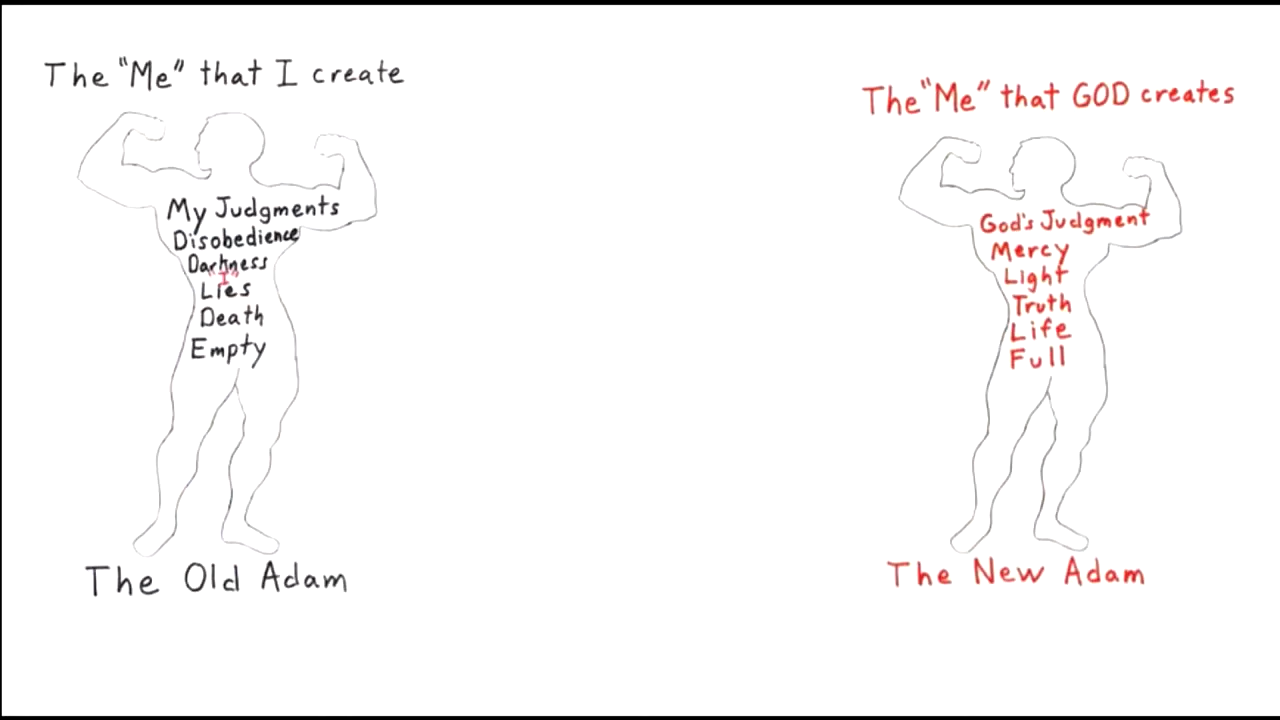 The "Me" that I create
My Judgments
Disobedience
Darkness
"I"
Lies
Death
Empty
The Old Adam
The "Me" that GOD creates
God's Judgment
Mercy
Light
Truth
Life
Full
The New Adam